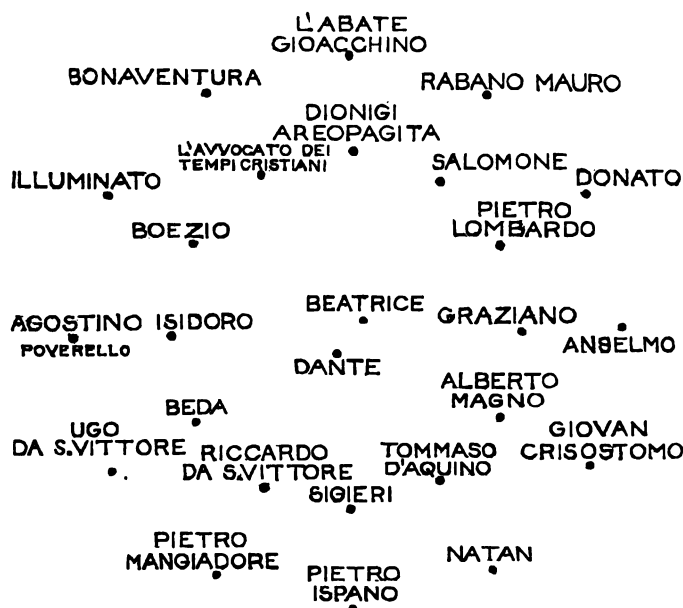 L'ABATE
GIOACCHINO
BONAVENTURA
RABANO MAURO
DIONIGI
AREOPAGITA
L'AVVOCATO DEI
TEMPI CRISTIANI
SALOMONE
ILLUMINATO
DONATO
PIETRO
LOMBARDO
BOEZIO
BEATRICE
AGOSTINO
POVERELLO
ISIDORO
GRAZIANO
ANSELMO
DANTE
ALBERTO
MAGNO
BEDA
UGO
DA S.VITTORE
RICCARDO
DA S.VITTORE
TOMMASO
D'AQUINO
GIOVAN
CRISOSTOMO
SIGIERI
PIETRO
MANGIADORE
NATAN
PIETRO
ISPANO